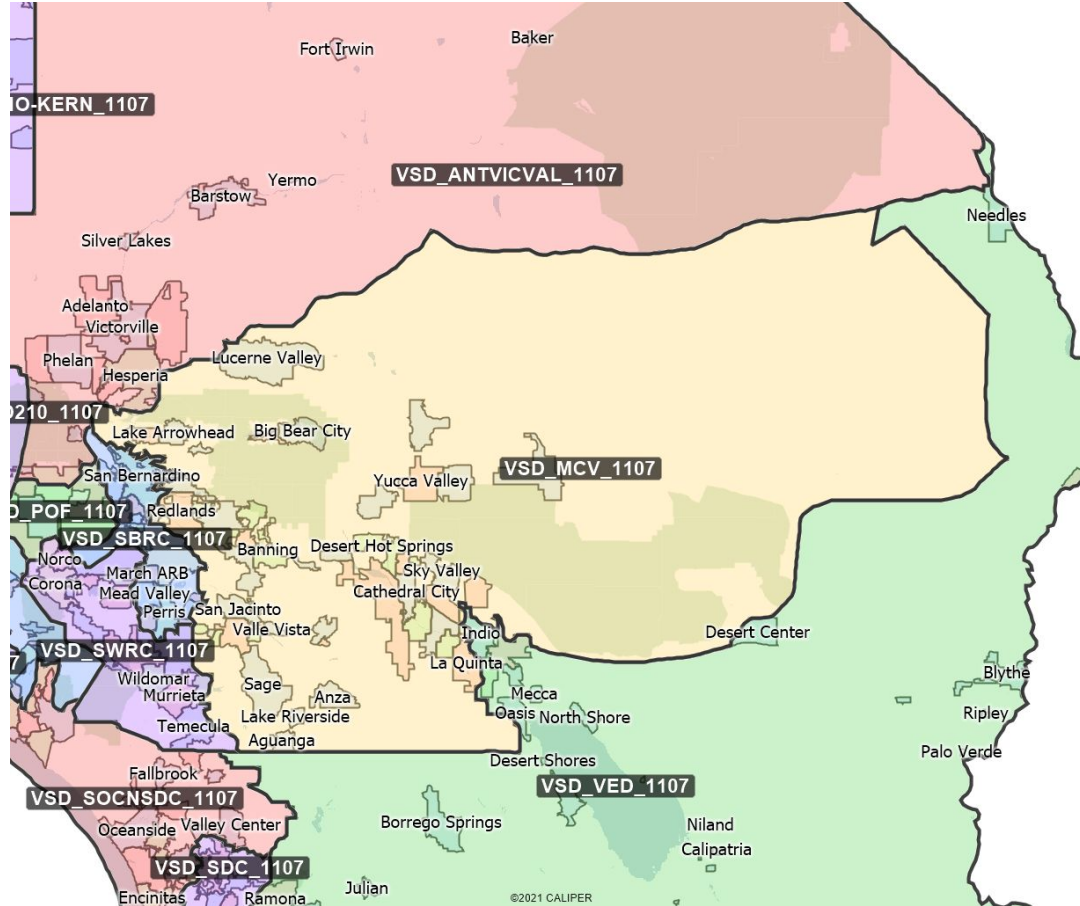 Baker
Fort Irwin
IO-KERN_1107
VSD_ANTVICVAL_1107
Yermo
Barstow
Needles
Silver Lakes
Adelanto
Victorville
Phelan
Lucerne Valley
Hesperia
D210_1107
Lake Arrowhead
Big Bear City
VSD_MCV_1107
San Bernardino
Yucca Valley
D_POF_1107
Redlands
VSD_SBRC_1107
Banning
Desert Hot Springs
Norco
March ARB
Sky Valley
Corona
Mead Valley
Cathedral City
Perris
San Jacinto
Valle Vista
Indio
Desert Center
VSD_SWRC_1107
7
La Quinta
Blythe
Wildomar
Sage
Murrieta
Anza
Mecca
Lake Riverside
Oasis
North Shore
Ripley
Temecula
Aguanga
Palo Verde
Desert Shores
Fallbrook
VSD_VED_1107
VSD_SOCNSDC_1107
Borrego Springs
Niland
Oceanside
Valley Center
Calipatria
VSD_SDC_1107
Julian
Encinitas
Ramona
©2021 CALIPER